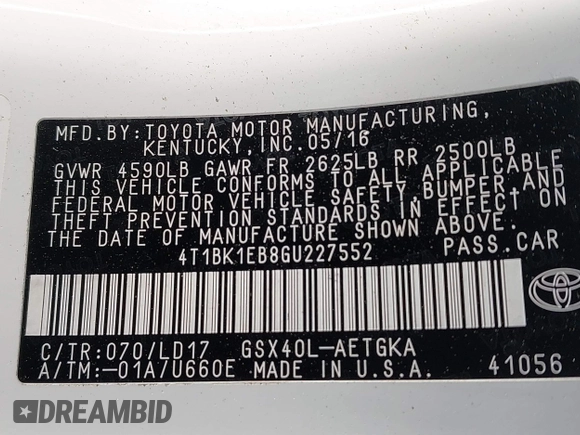 MFD.BY:TOYOTA MOTOR MANUFACTURING,
KENTUCKY,INC.05/16
GVWR 4590LB GAWR FR 2625LB RR 2500LB
THIS VEHICLE CONFORMS TO ALL APPLICABLE
FEDERAL MOTOR VEHICLE SAFETY,BUMPER,AND
THEFT PREVENTION STANDARDS IN EFFECT ON
THE DATE OF MANUFACTURE SHOWN ABOVE.
4T1BK1EB8GU227552 PASS.CAR
C/TR:070/LD17 GSX40L-AETGKA
A/TM:-01A/U660E MADE IN U.S.A. 41056
DREAMBID